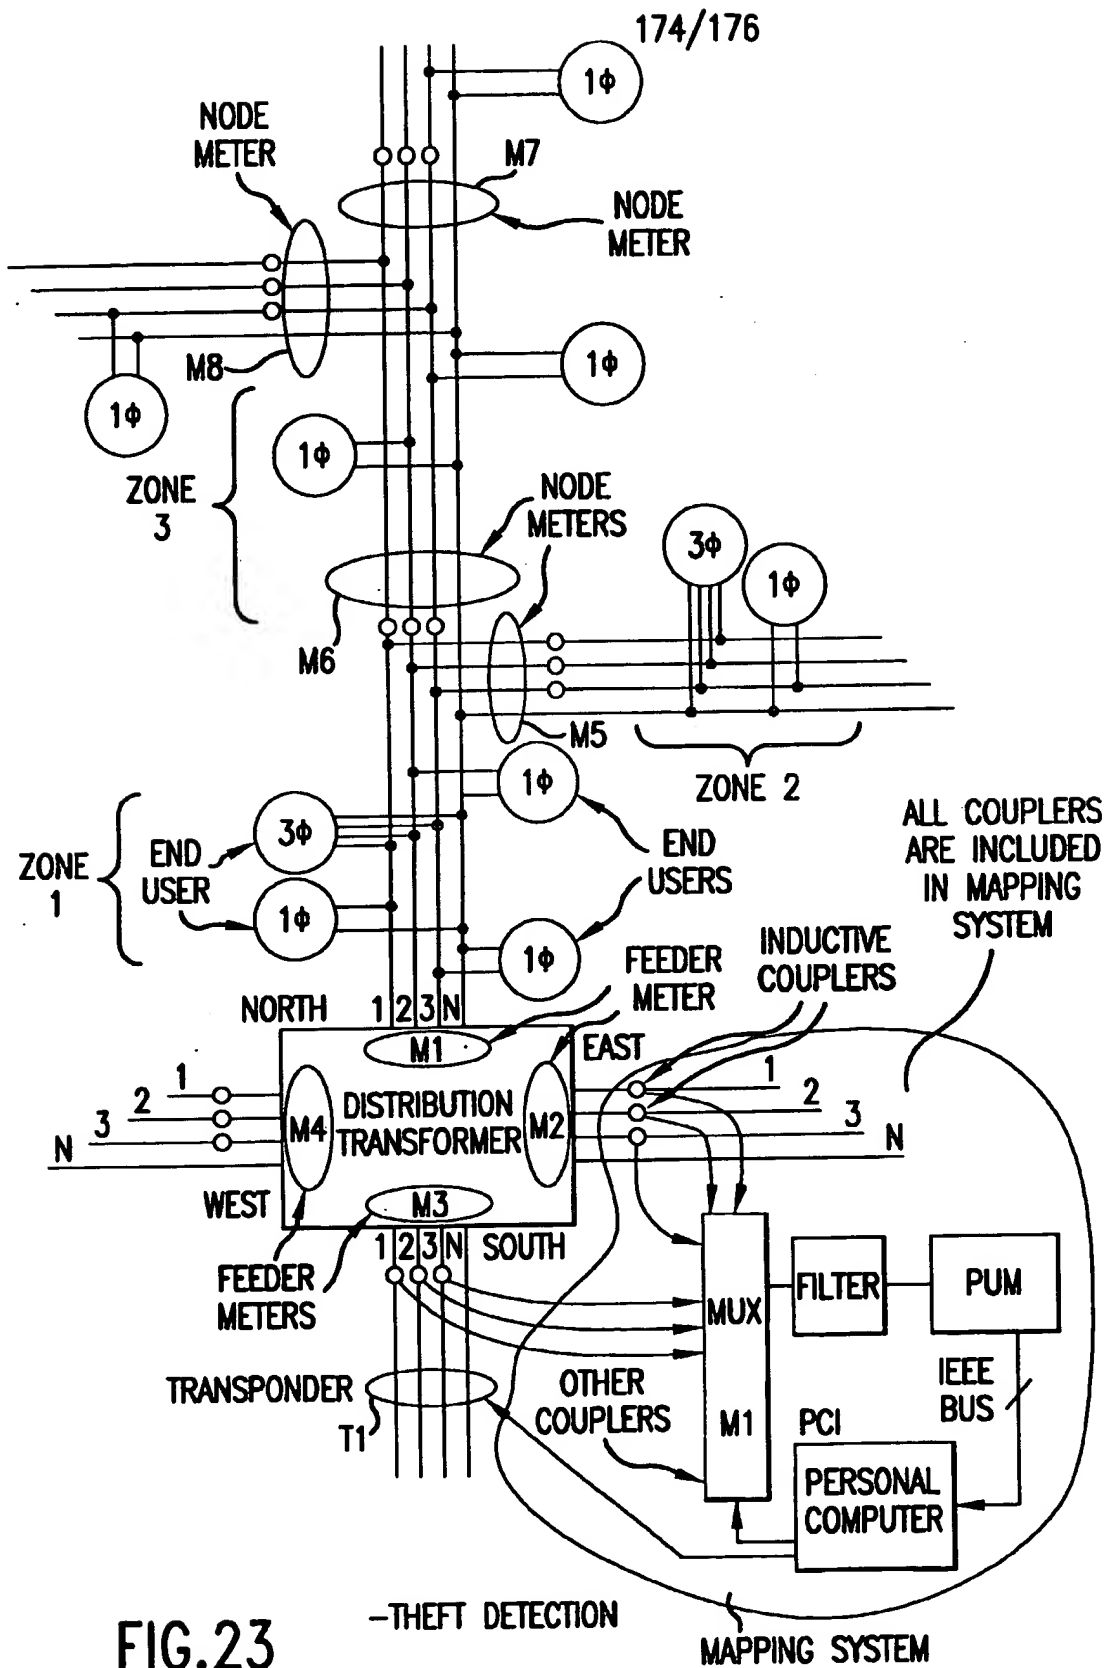 174/176
1Φ
NODE
METER
M7
NODE
METER
M8
1Φ
1Φ
1Φ
ZONE
3
NODE
METERS
3Φ
1Φ
M6
M5
ZONE 2
1Φ
ZONE
1
END
USER
3Φ
1Φ
END
USERS
1Φ
ALL COUPLERS
ARE INCLUDED
IN MAPPING
SYSTEM
INDUCTIVE
COUPLERS
FEEDER
METER
NORTH
1 2 3 N
M1
EAST
1
2
3
N
M4
DISTRIBUTION
TRANSFORMER
M2
1
2
3
N
WEST
M3
1 2 3 N
SOUTH
FEEDER
METERS
MUX
M1
FILTER
PUM
IEEE
BUS
TRANSPONDER
T1
OTHER
COUPLERS
PCI
PERSONAL
COMPUTER
-THEFT DETECTION
MAPPING SYSTEM
FIG.23